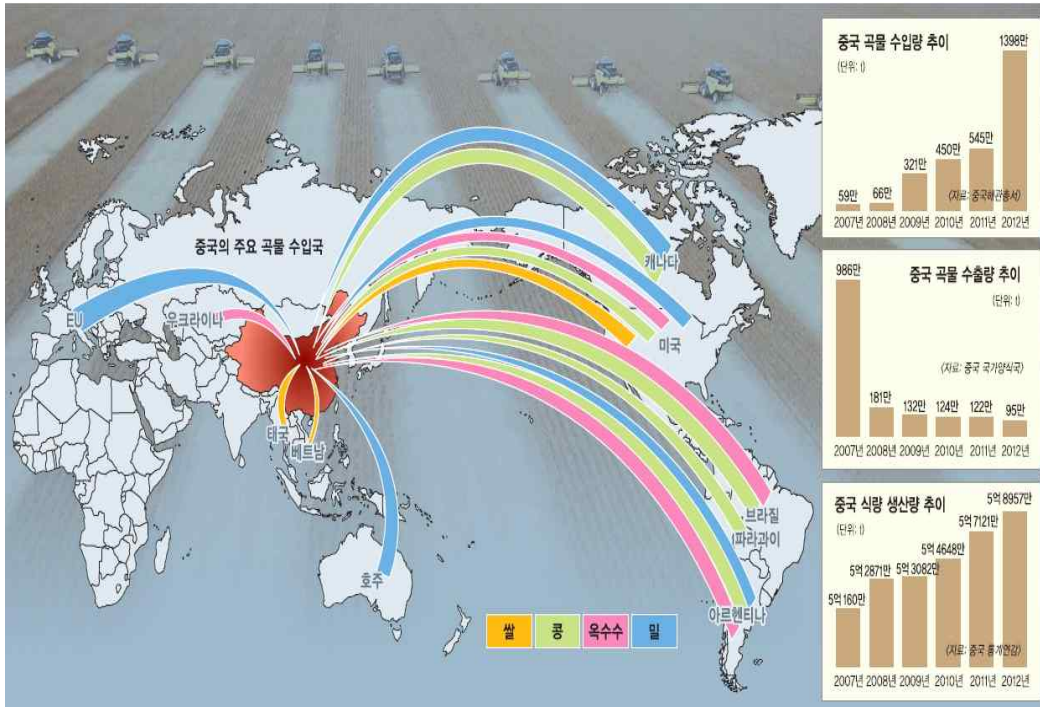 중국의 주요 곡물 수입국
캐나다
EU
우크라이나
미국
태국
베트남
브라질
파라과이
호주
아르헨티나
쌀 콩 옥수수 밀
중국 곡물 수입량 추이
(단위: t)
1398만
545만
450만
321만
59만 66만
(자료: 중국해관총서)
2007년 2008년 2009년 2010년 2011년 2012년
986만
중국 곡물 수출량 추이
(단위: t)
(자료: 중국 국가양식국)
181만 132만 124만 122만 95만
2007년 2008년 2009년 2010년 2011년 2012년
중국 식량 생산량 추이
(단위: t)
5억 8957만
5억 7121만
5억 4648만
5억 2871만 5억 3082만
5억 160만
(자료: 중국 통계연감)
2007년 2008년 2009년 2010년 2011년 2012년